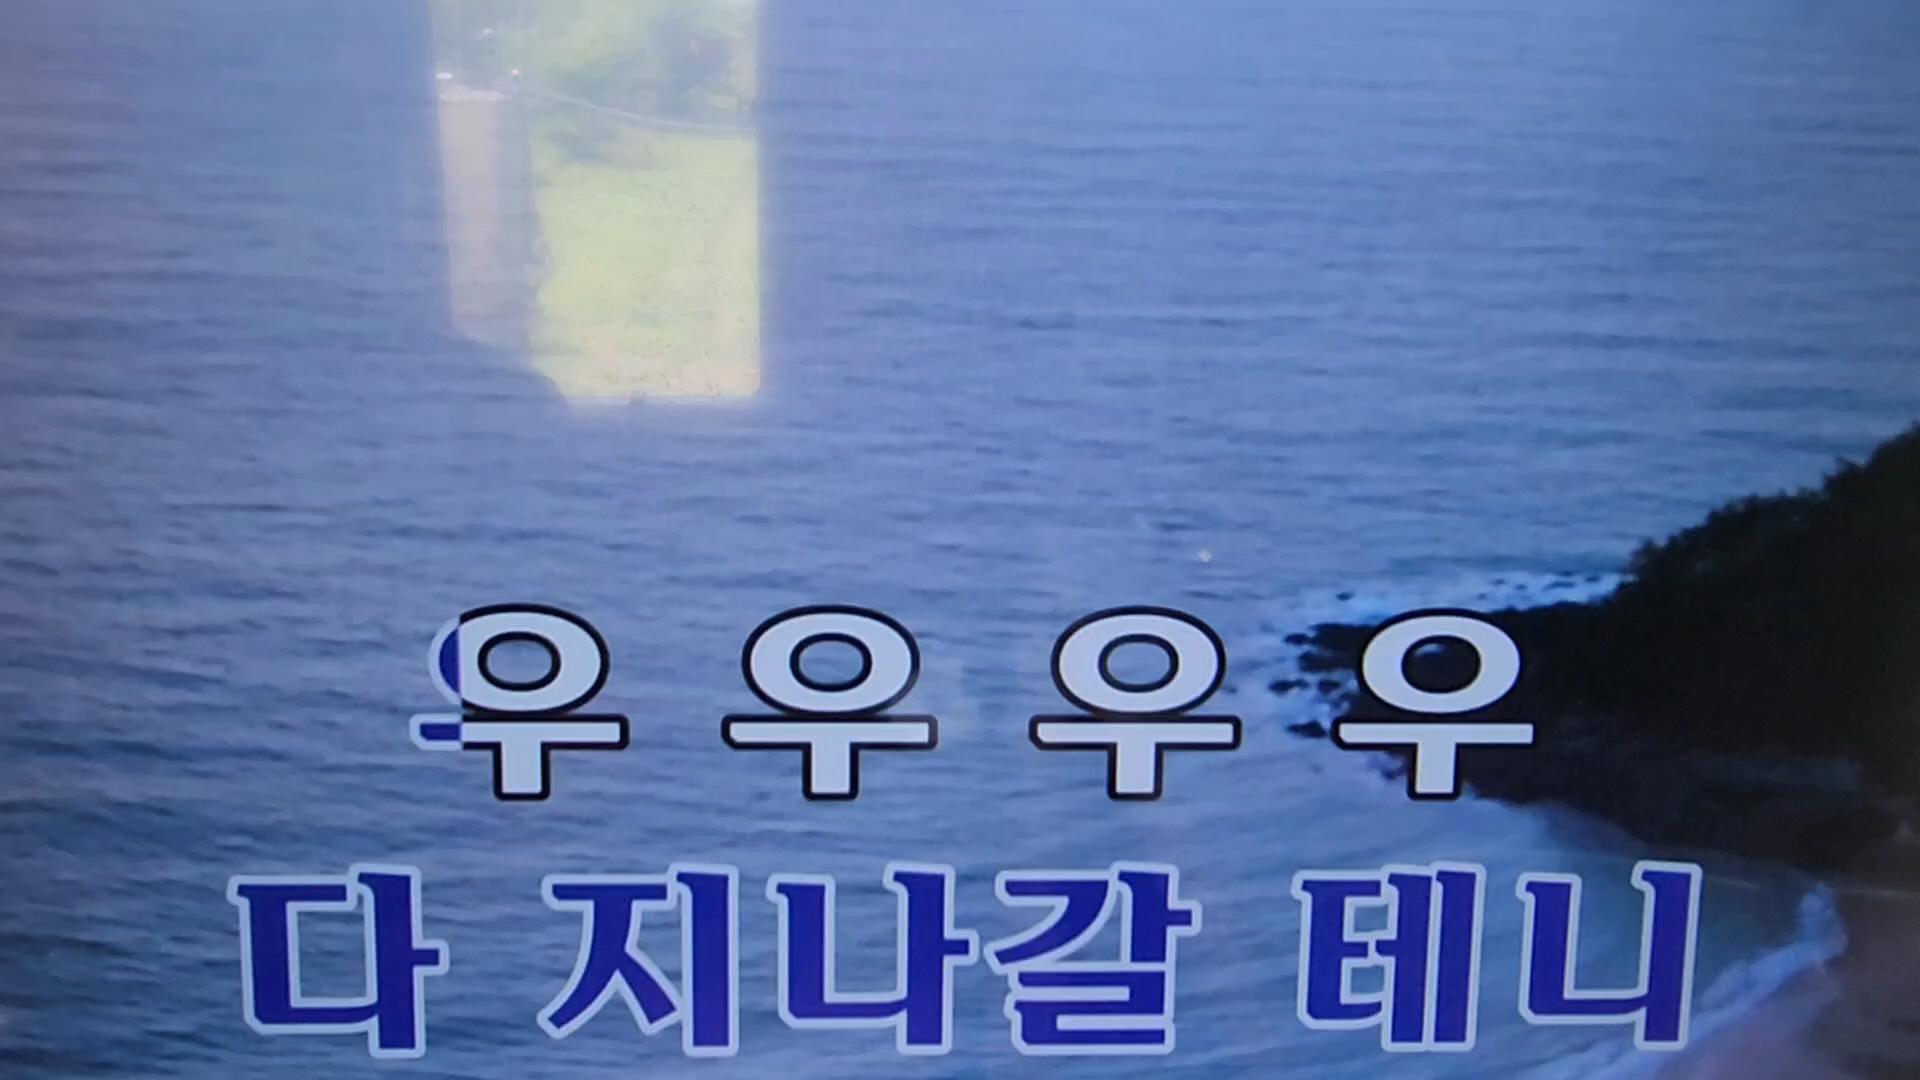 우 우 우 우
다 지나갈 테니